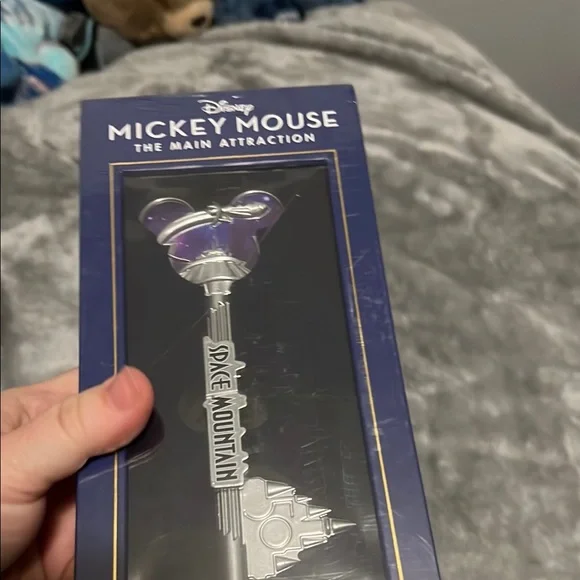 Disney
MICKEY MOUSE
THE MAIN ATTRACTION
SPACE MOUNTAIN